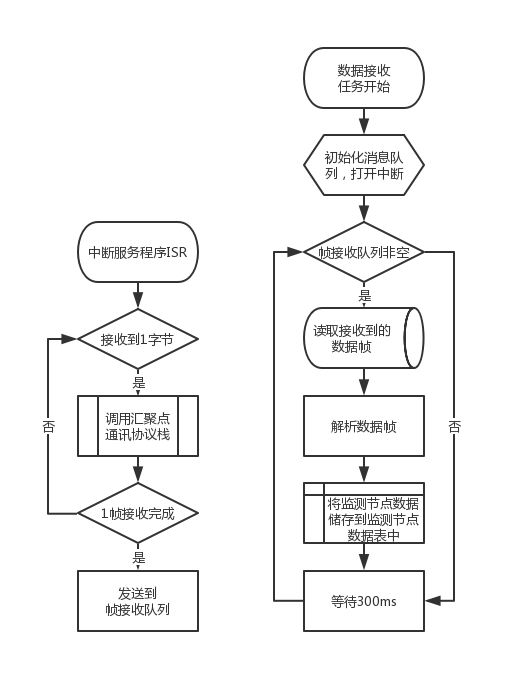 中断服务程序ISR
接收到1字节
是
调用汇聚点
通讯协议栈
否
1帧接收完成
是
发送到
帧接收队列
数据接收
任务开始
初始化消息队
列，打开中断
帧接收队列非空
是
读取接收到的
数据帧
解析数据帧
否
将监测节点数据
储存到监测节点
数据表中
等待300ms